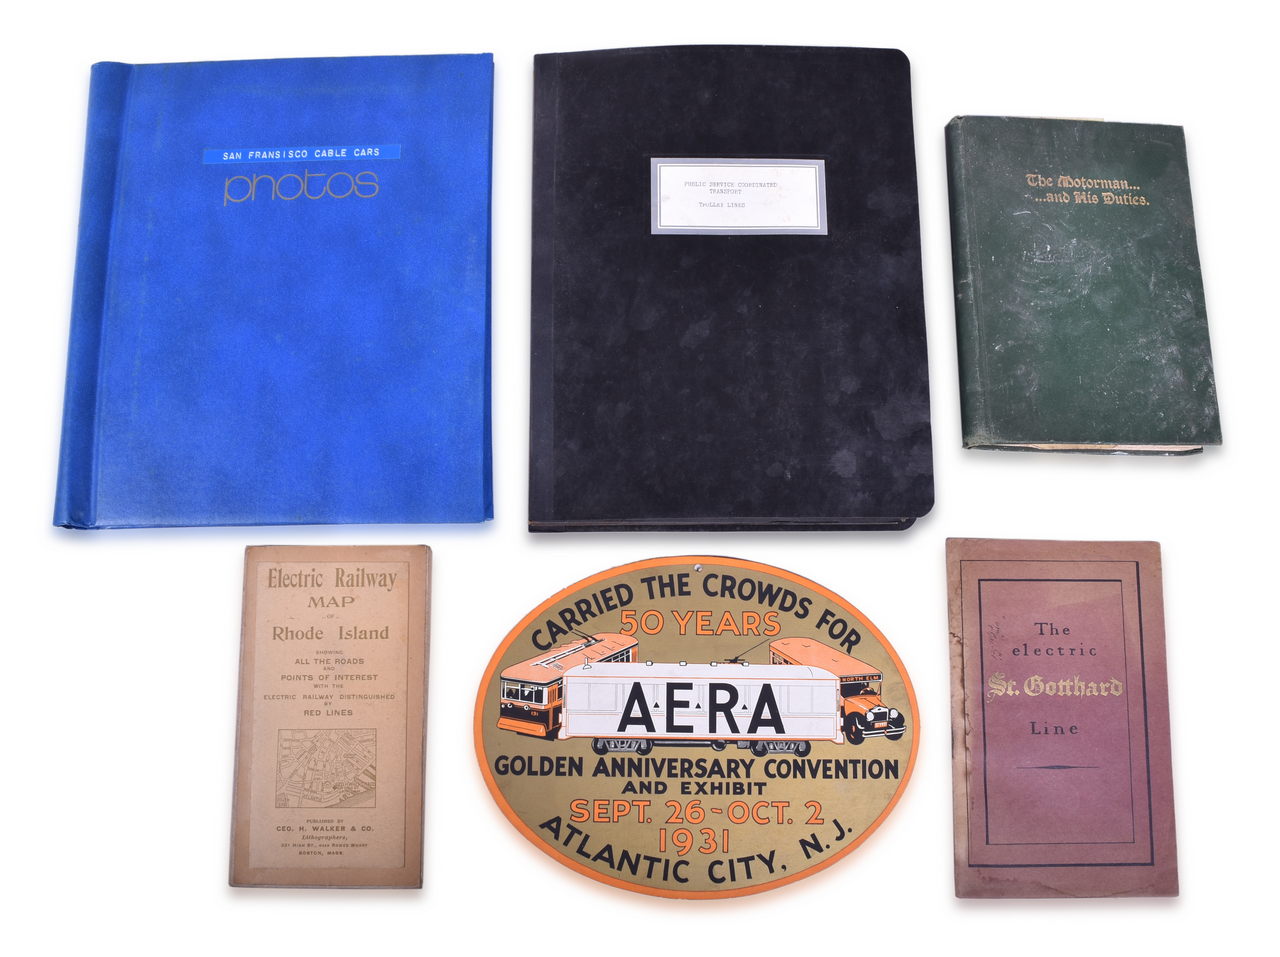 SAN FRANSISCO CABLE CARS
photos
PUBLIC SERVICE COORDINATED
TRANSPORT
TROLLEY LINES
The Motorman...
...and His Duties.
Electric Railway
MAP
OF
Rhode Island
SHOWING
ALL THE ROADS
AND
POINTS OF INTEREST
WITH THE
ELECTRIC RAILWAY DISTINGUISHED
BY
RED LINES
PUBLISHED BY
GEO. H. WALKER & CO.
Lithographers,
BOSTON, MASS.
CARRIED THE CROWDS FOR
50 YEARS
NORTH ELM
131
A.E.R.A
GOLDEN ANNIVERSARY CONVENTION
AND EXHIBIT
SEPT. 26 - OCT. 2
1931
ATLANTIC CITY, N.J.
The
electric
St. Gotthard
Line